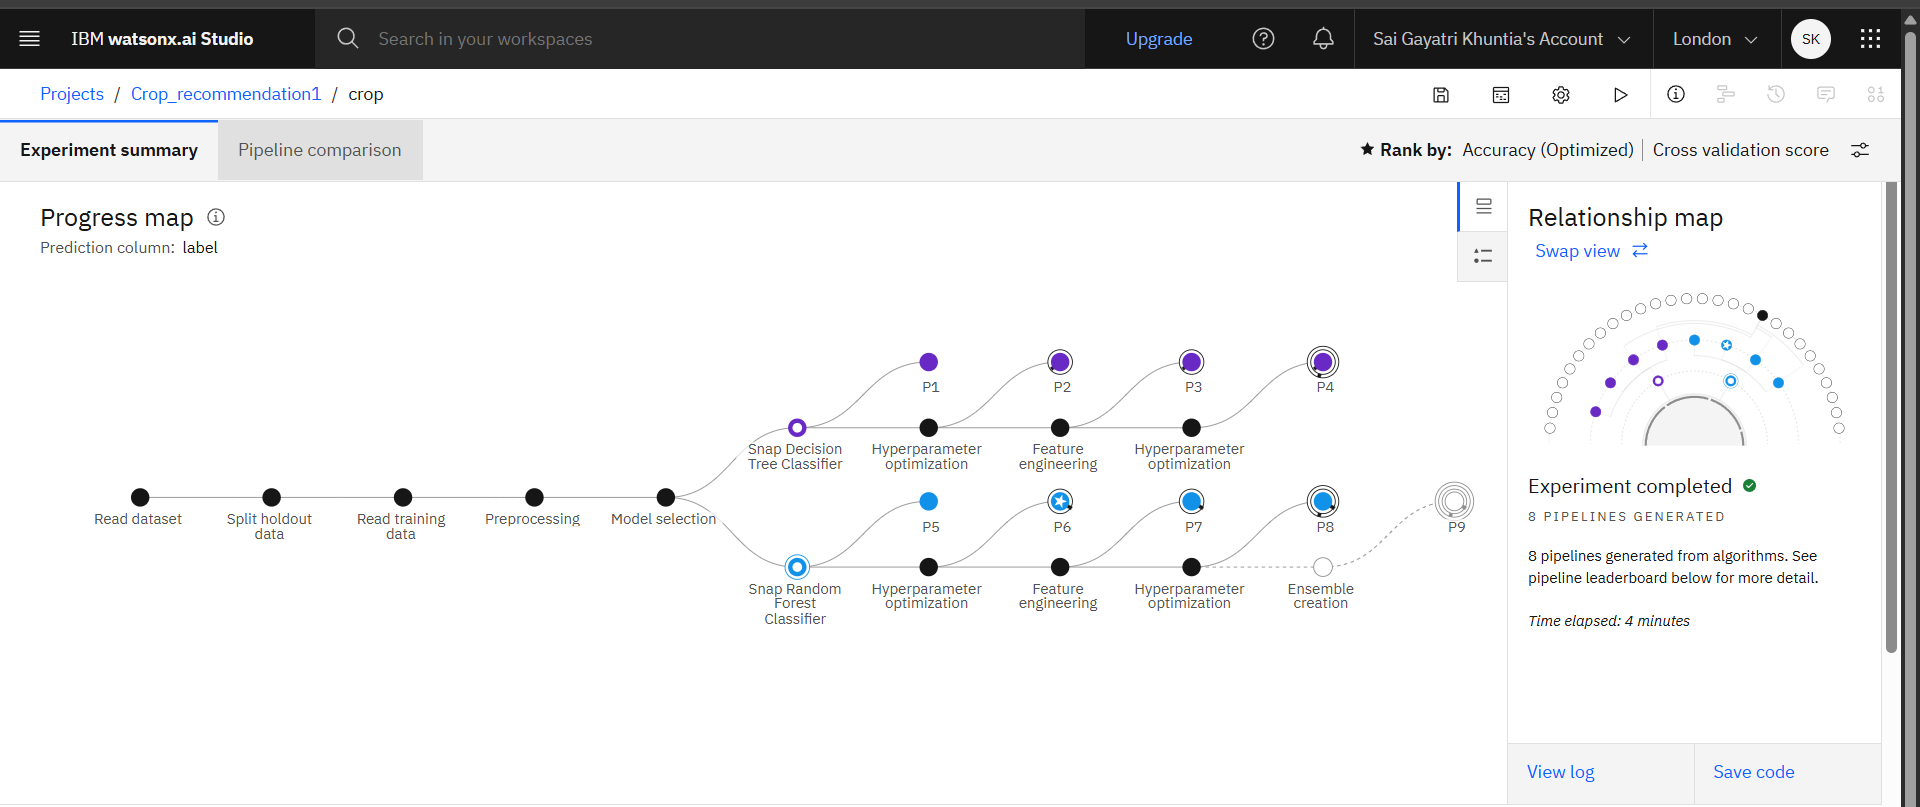 IBM watsonx.ai Studio
Search in your workspaces
Upgrade
Sai Gayatri Khuntia's Account
London
SK
Projects / Crop_recommendation1 / crop
Experiment summary
Pipeline comparison
Rank by: Accuracy (Optimized) | Cross validation score
Progress map
Prediction column: label
P1
P2
P3
P4
Snap Decision
Tree Classifier
Hyperparameter
optimization
Feature
engineering
Hyperparameter
optimization
Read dataset
Split holdout
data
Read training
data
Preprocessing
Model selection
P5
P6
P7
P8
P9
Snap Random
Forest
Classifier
Hyperparameter
optimization
Feature
engineering
Hyperparameter
optimization
Ensemble
creation
Relationship map
Swap view
Experiment completed
8 PIPELINES GENERATED
8 pipelines generated from algorithms. See
pipeline leaderboard below for more detail.
Time elapsed: 4 minutes
View log
Save code